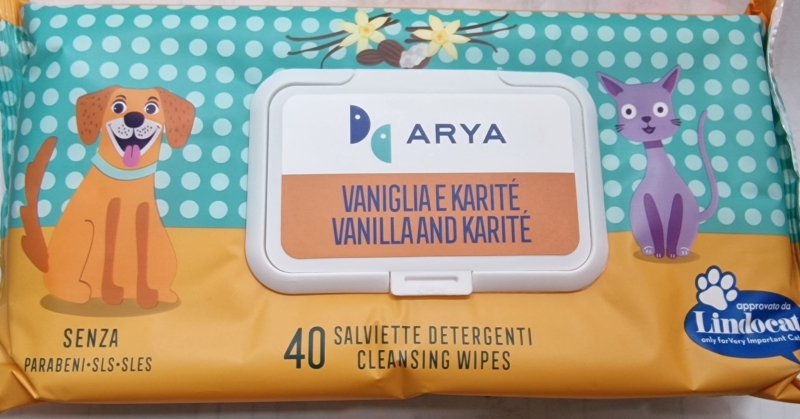 ARYA
VANIGLIA E KARITÉ
VANILLA AND KARITÉ
SENZA
PARABENI•SLS•SLES
40 SALVIETTE DETERGENTI
CLEANSING WIPES
approvato da
Lindocat
only for Very Important